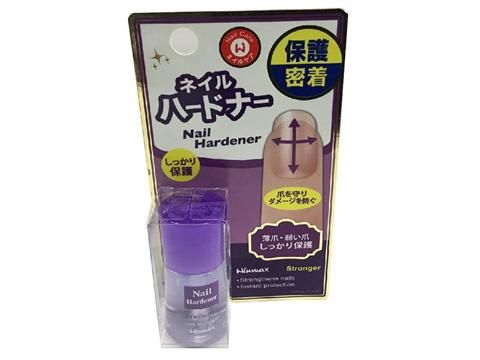 Nail Care
W
ネイルケア
保護
密着
ネイル
ハードナー
Nail
Hardener
しっかり
保護
爪を守り
ダメージを防ぐ
薄爪・弱い爪
しっかり保護
Winmax
Stronger
• Strengthens nails
• Instant protection
Nail
Hardener
Winmax